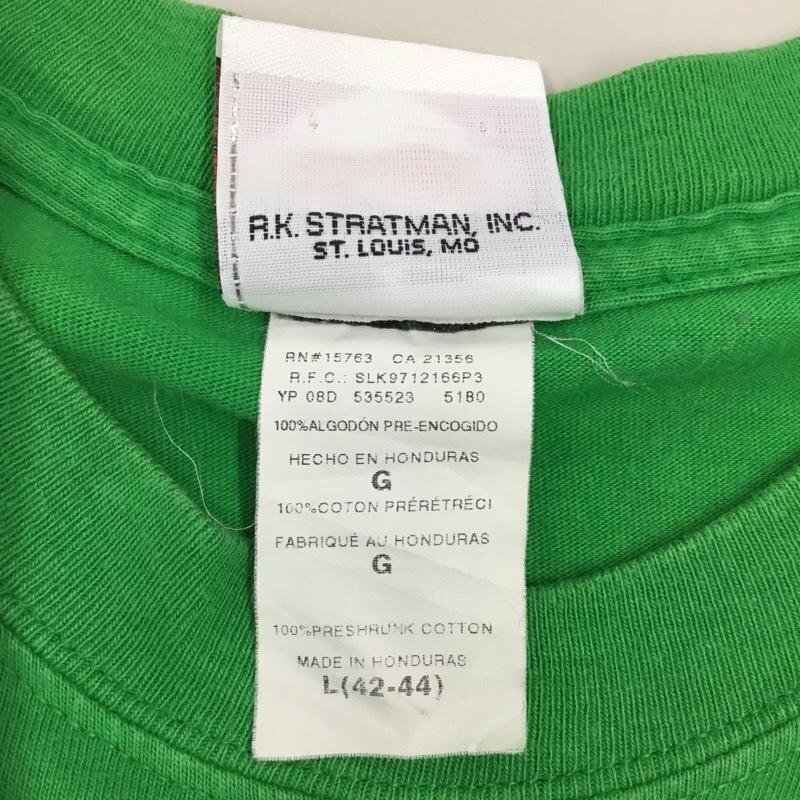 R.K. STRATMAN, INC.
ST. LOUIS, MO
RN#15763 CA 21356
R.F.C.: SLK9712166P3
YP 08D 535523 5180
100%ALGODÓN PRE-ENCOGIDO
HECHO EN HONDURAS
G
100%COTON PRÉRÉTRÉCI
FABRIQUÉ AU HONDURAS
G
100%PRESHRUNK COTTON
MADE IN HONDURAS
L(42-44)